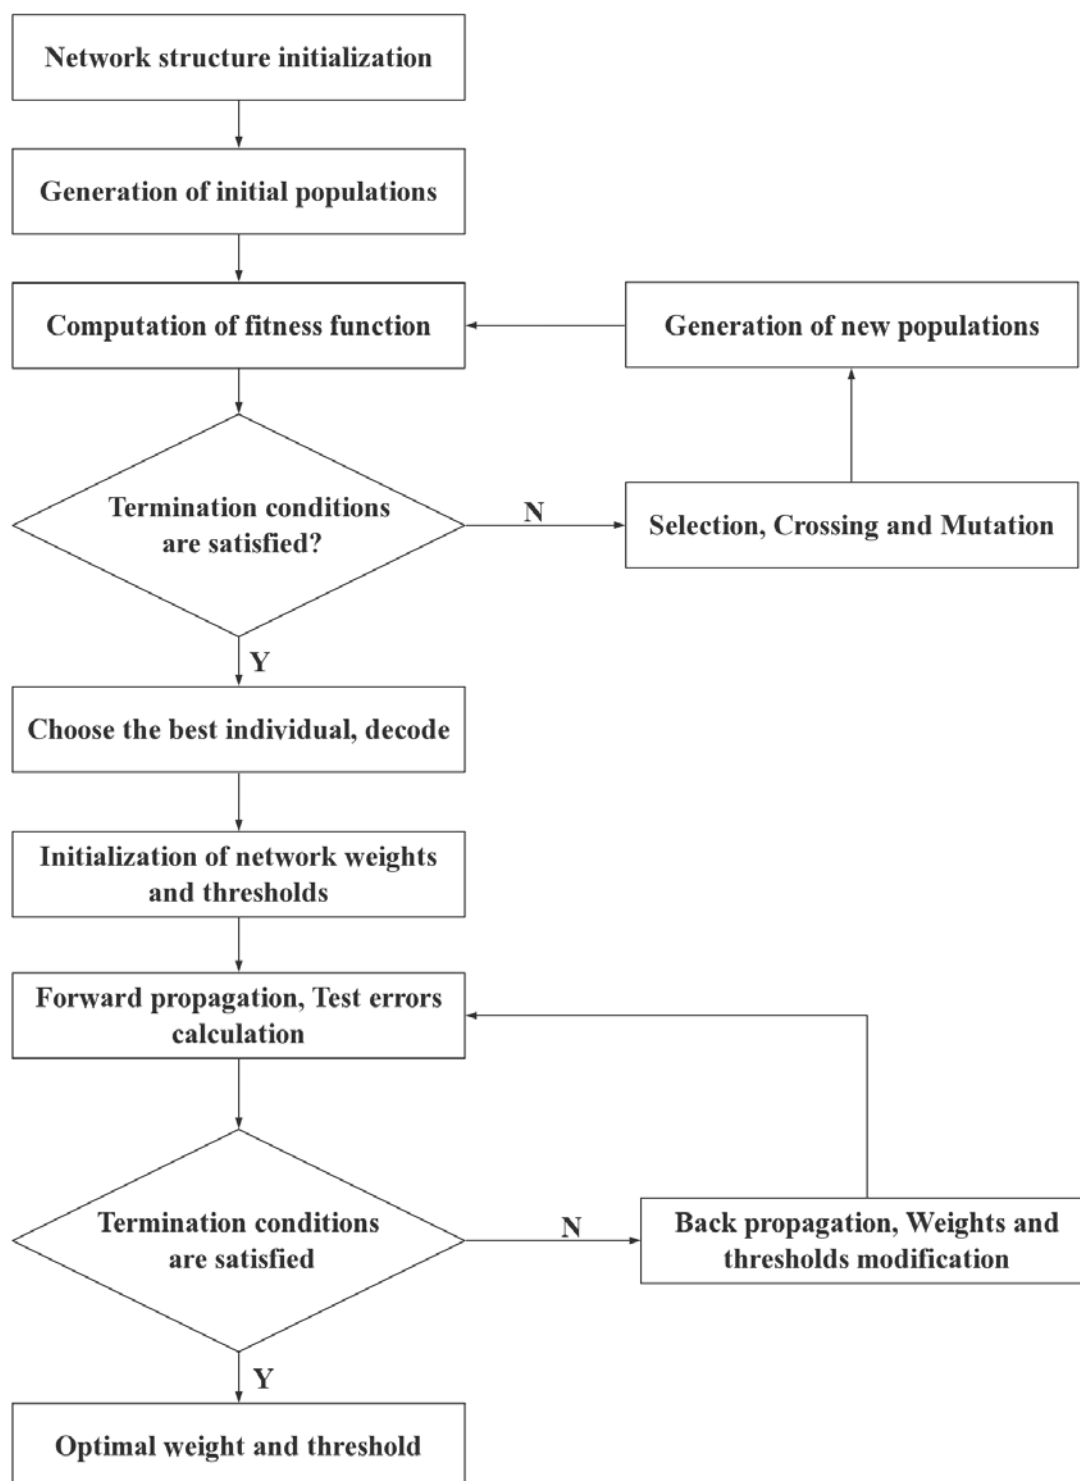 Network structure initialization
Generation of initial populations
Computation of fitness function
Generation of new populations
Termination conditions
are satisfied?
N
Selection, Crossing and Mutation
Y
Choose the best individual, decode
Initialization of network weights
and thresholds
Forward propagation, Test errors
calculation
Termination conditions
are satisfied
N
Back propagation, Weights and
thresholds modification
Y
Optimal weight and threshold